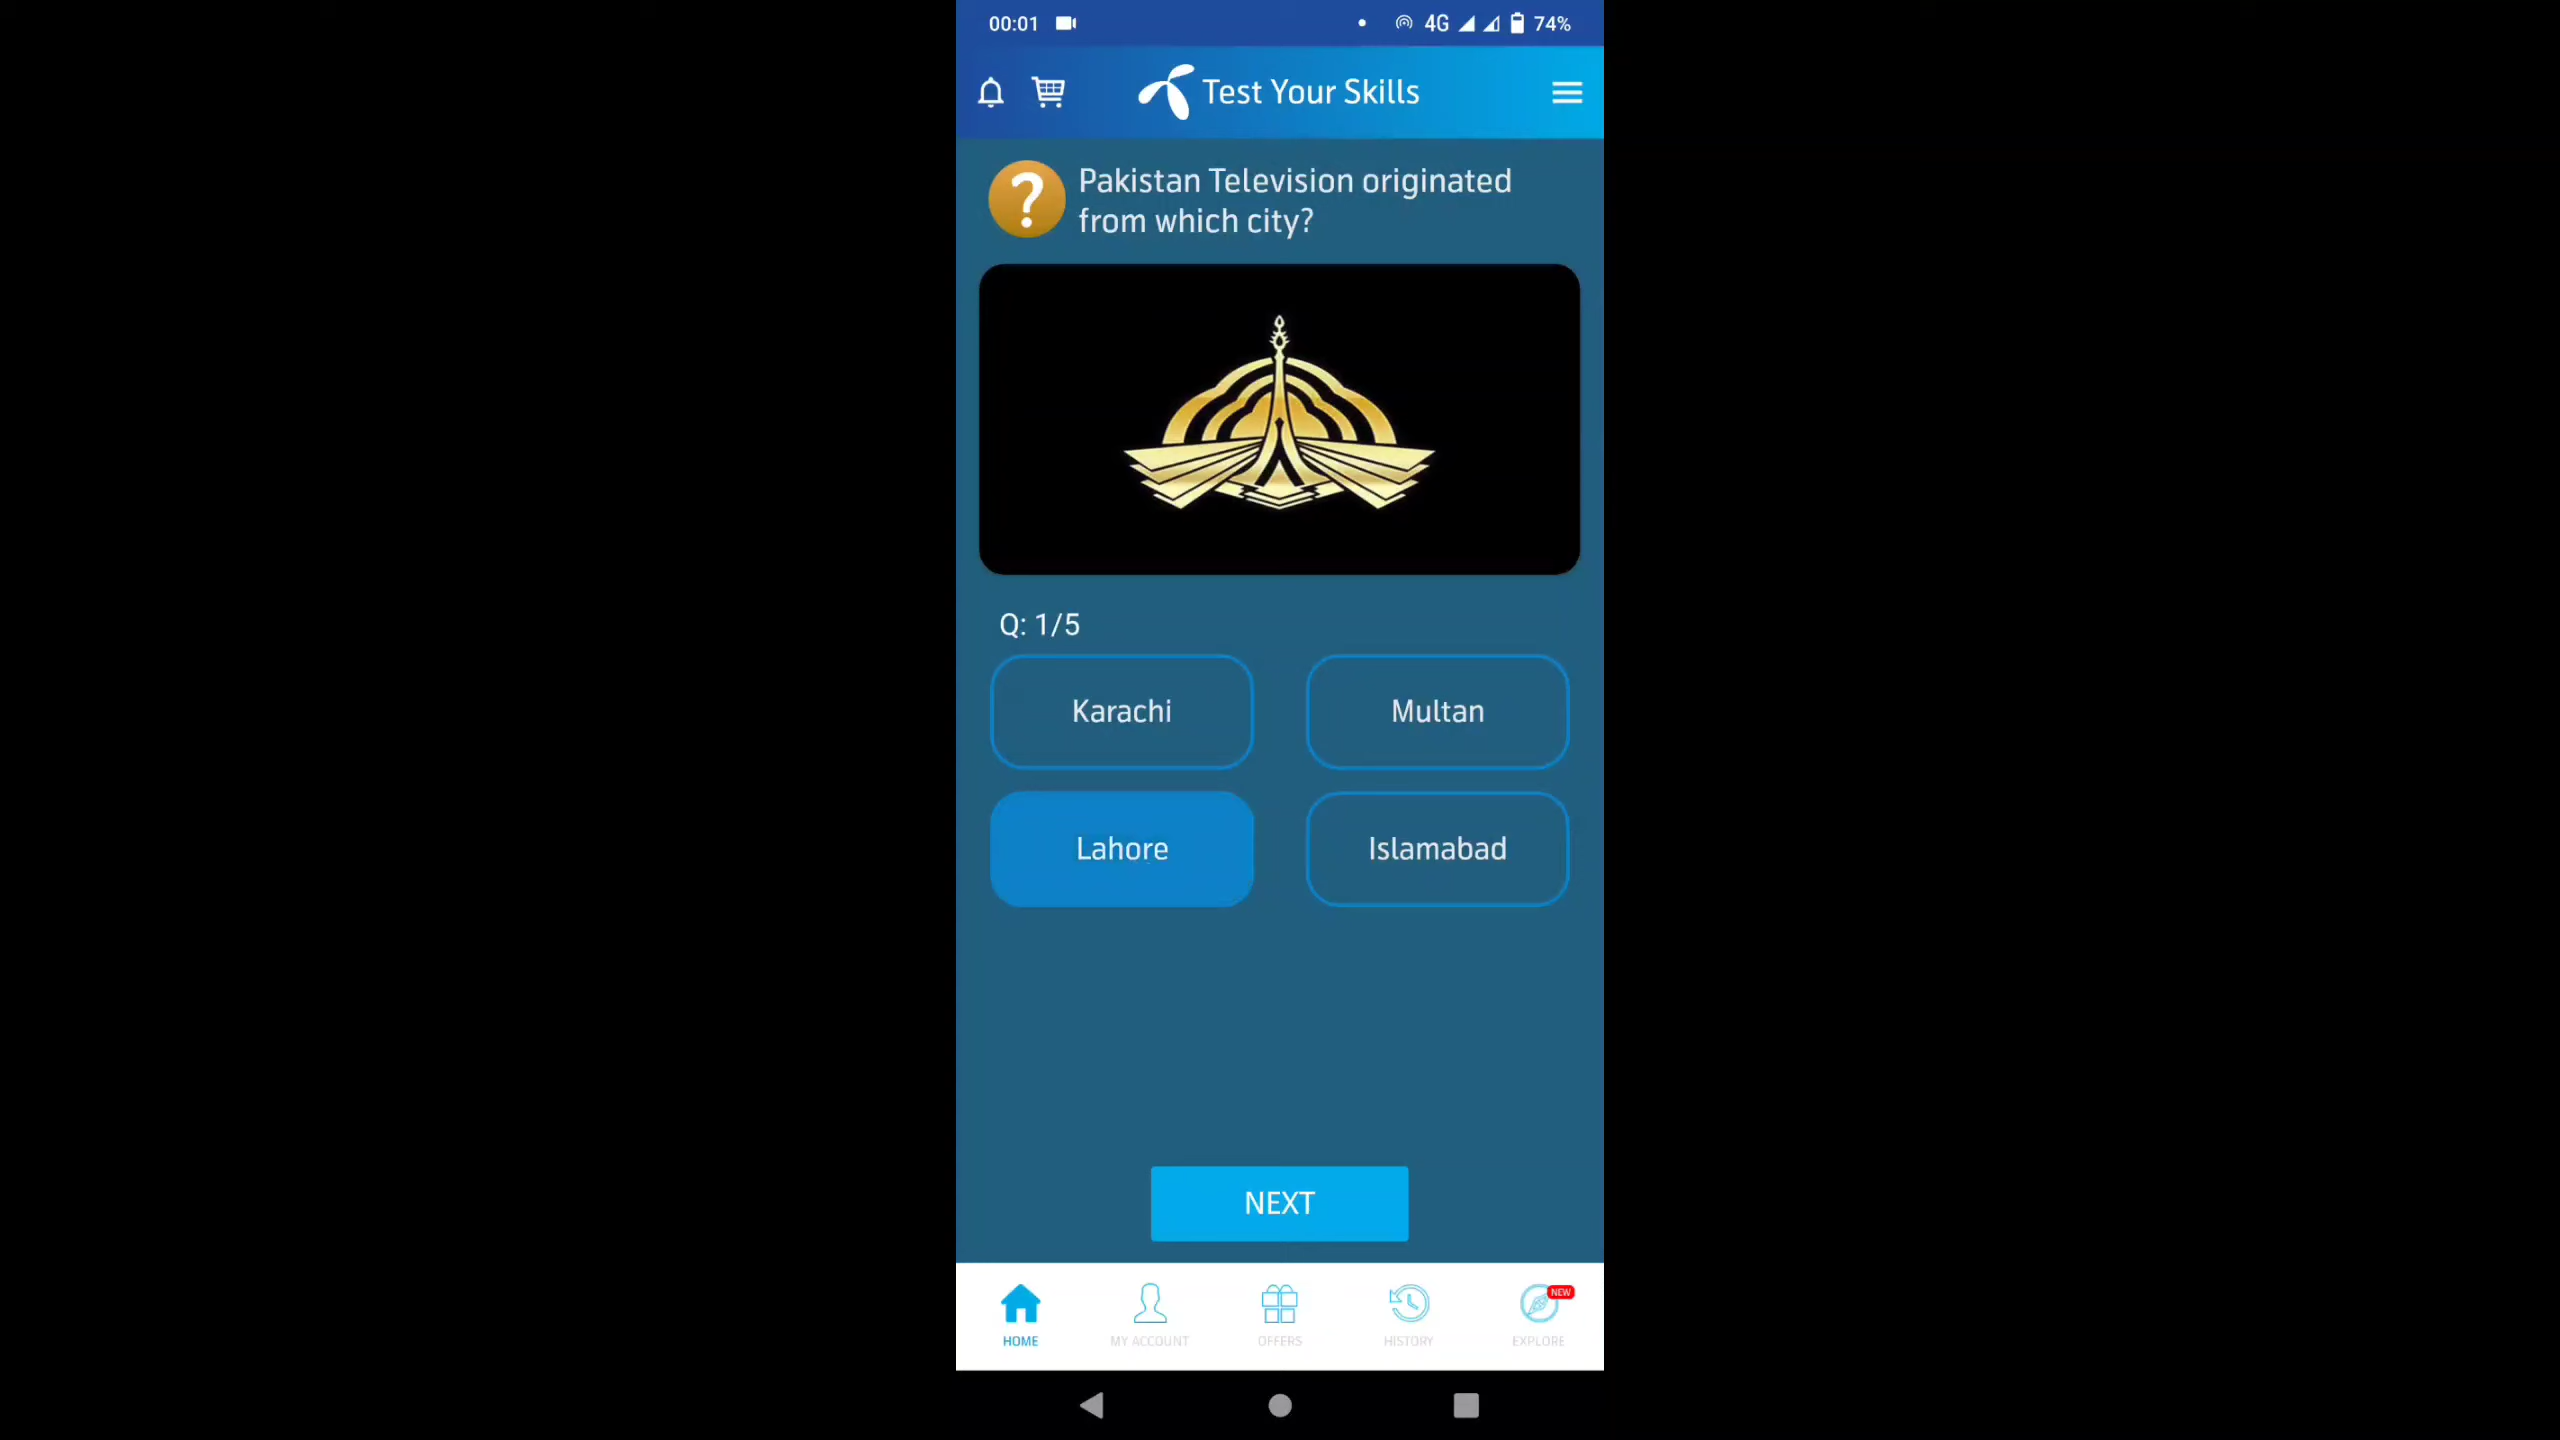 00:01 4G 74%
Test Your Skills
?
Pakistan Television originated
from which city?
Q: 1/5
Karachi
Multan
Lahore
Islamabad
NEXT
NEW
HOME
MY ACCOUNT
OFFERS
HISTORY
EXPLORE